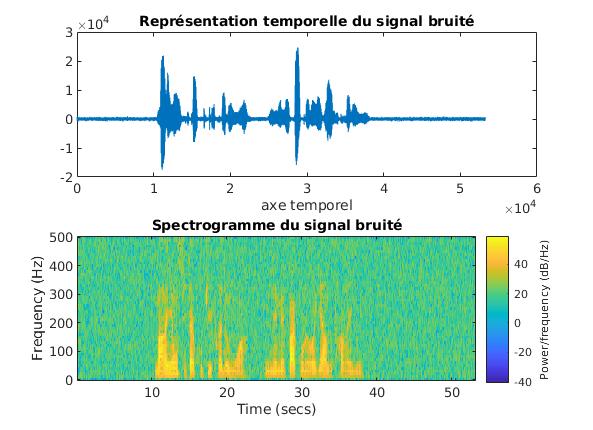 Représentation temporelle du signal bruité
×10⁴
3
2
1
0
-1
-2
0 1 2 3 4 5 6
axe temporel
×10⁴
Spectrogramme du signal bruité
500
400
300
200
100
0
Frequency (Hz)
10 20 30 40 50
Time (secs)
40
20
0
-20
-40
Power/frequency (dB/Hz)